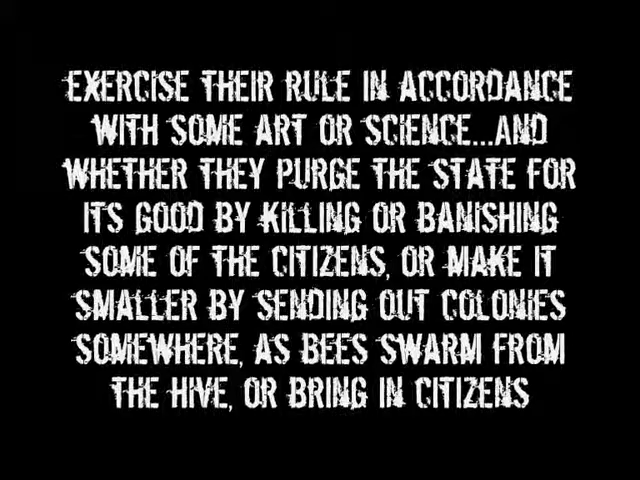 EXERCISE THEIR RULE IN ACCORDANCE
WITH SOME ART OR SCIENCE...AND
WHETHER THEY PURGE THE STATE FOR
ITS GOOD BY KILLING OR BANISHING
SOME OF THE CITIZENS, OR MAKE IT
SMALLER BY SENDING OUT COLONIES
SOMEWHERE, AS BEES SWARM FROM
THE HIVE, OR BRING IN CITIZENS